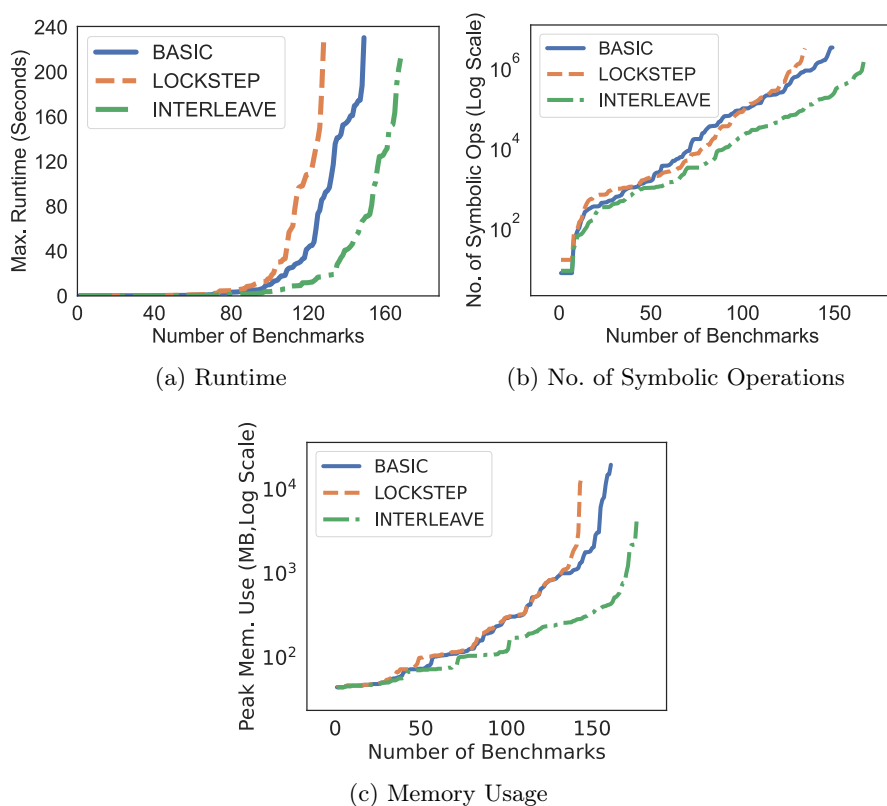 240
200
160
120
80
40
0
Max. Runtime (Seconds)
BASIC
LOCKSTEP
INTERLEAVE
0 40 80 120 160
Number of Benchmarks
(a) Runtime
10^6
10^4
10^2
No. of Symbolic Ops (Log Scale)
BASIC
LOCKSTEP
INTERLEAVE
0 50 100 150
Number of Benchmarks
(b) No. of Symbolic Operations
10^4
10^3
10^2
Peak Mem. Use (MB,Log Scale)
BASIC
LOCKSTEP
INTERLEAVE
0 50 100 150
Number of Benchmarks
(c) Memory Usage